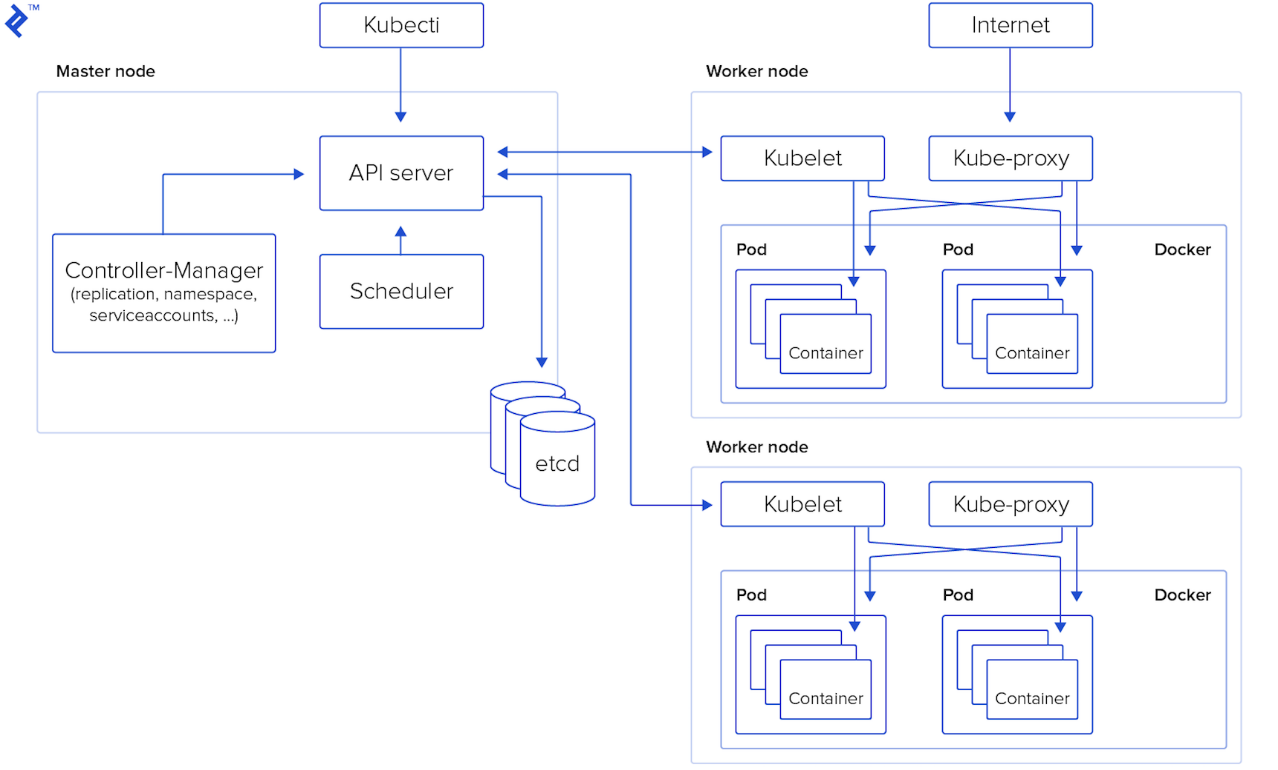 TM
Kubecti
Internet
Master node
Worker node
API server
Kubelet
Kube-proxy
Controller-Manager
(replication, namespace,
serviceaccounts, ...)
Scheduler
Pod
Pod
Docker
Container
Container
etcd
Worker node
Kubelet
Kube-proxy
Pod
Pod
Docker
Container
Container